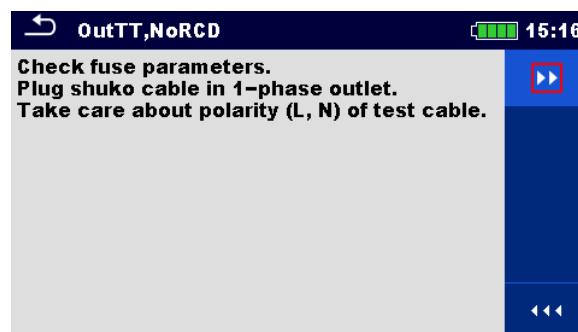 OutTT,NoRCD 15:16
Check fuse parameters.
Plug shuko cable in 1-phase outlet.
Take care about polarity (L, N) of test cable.